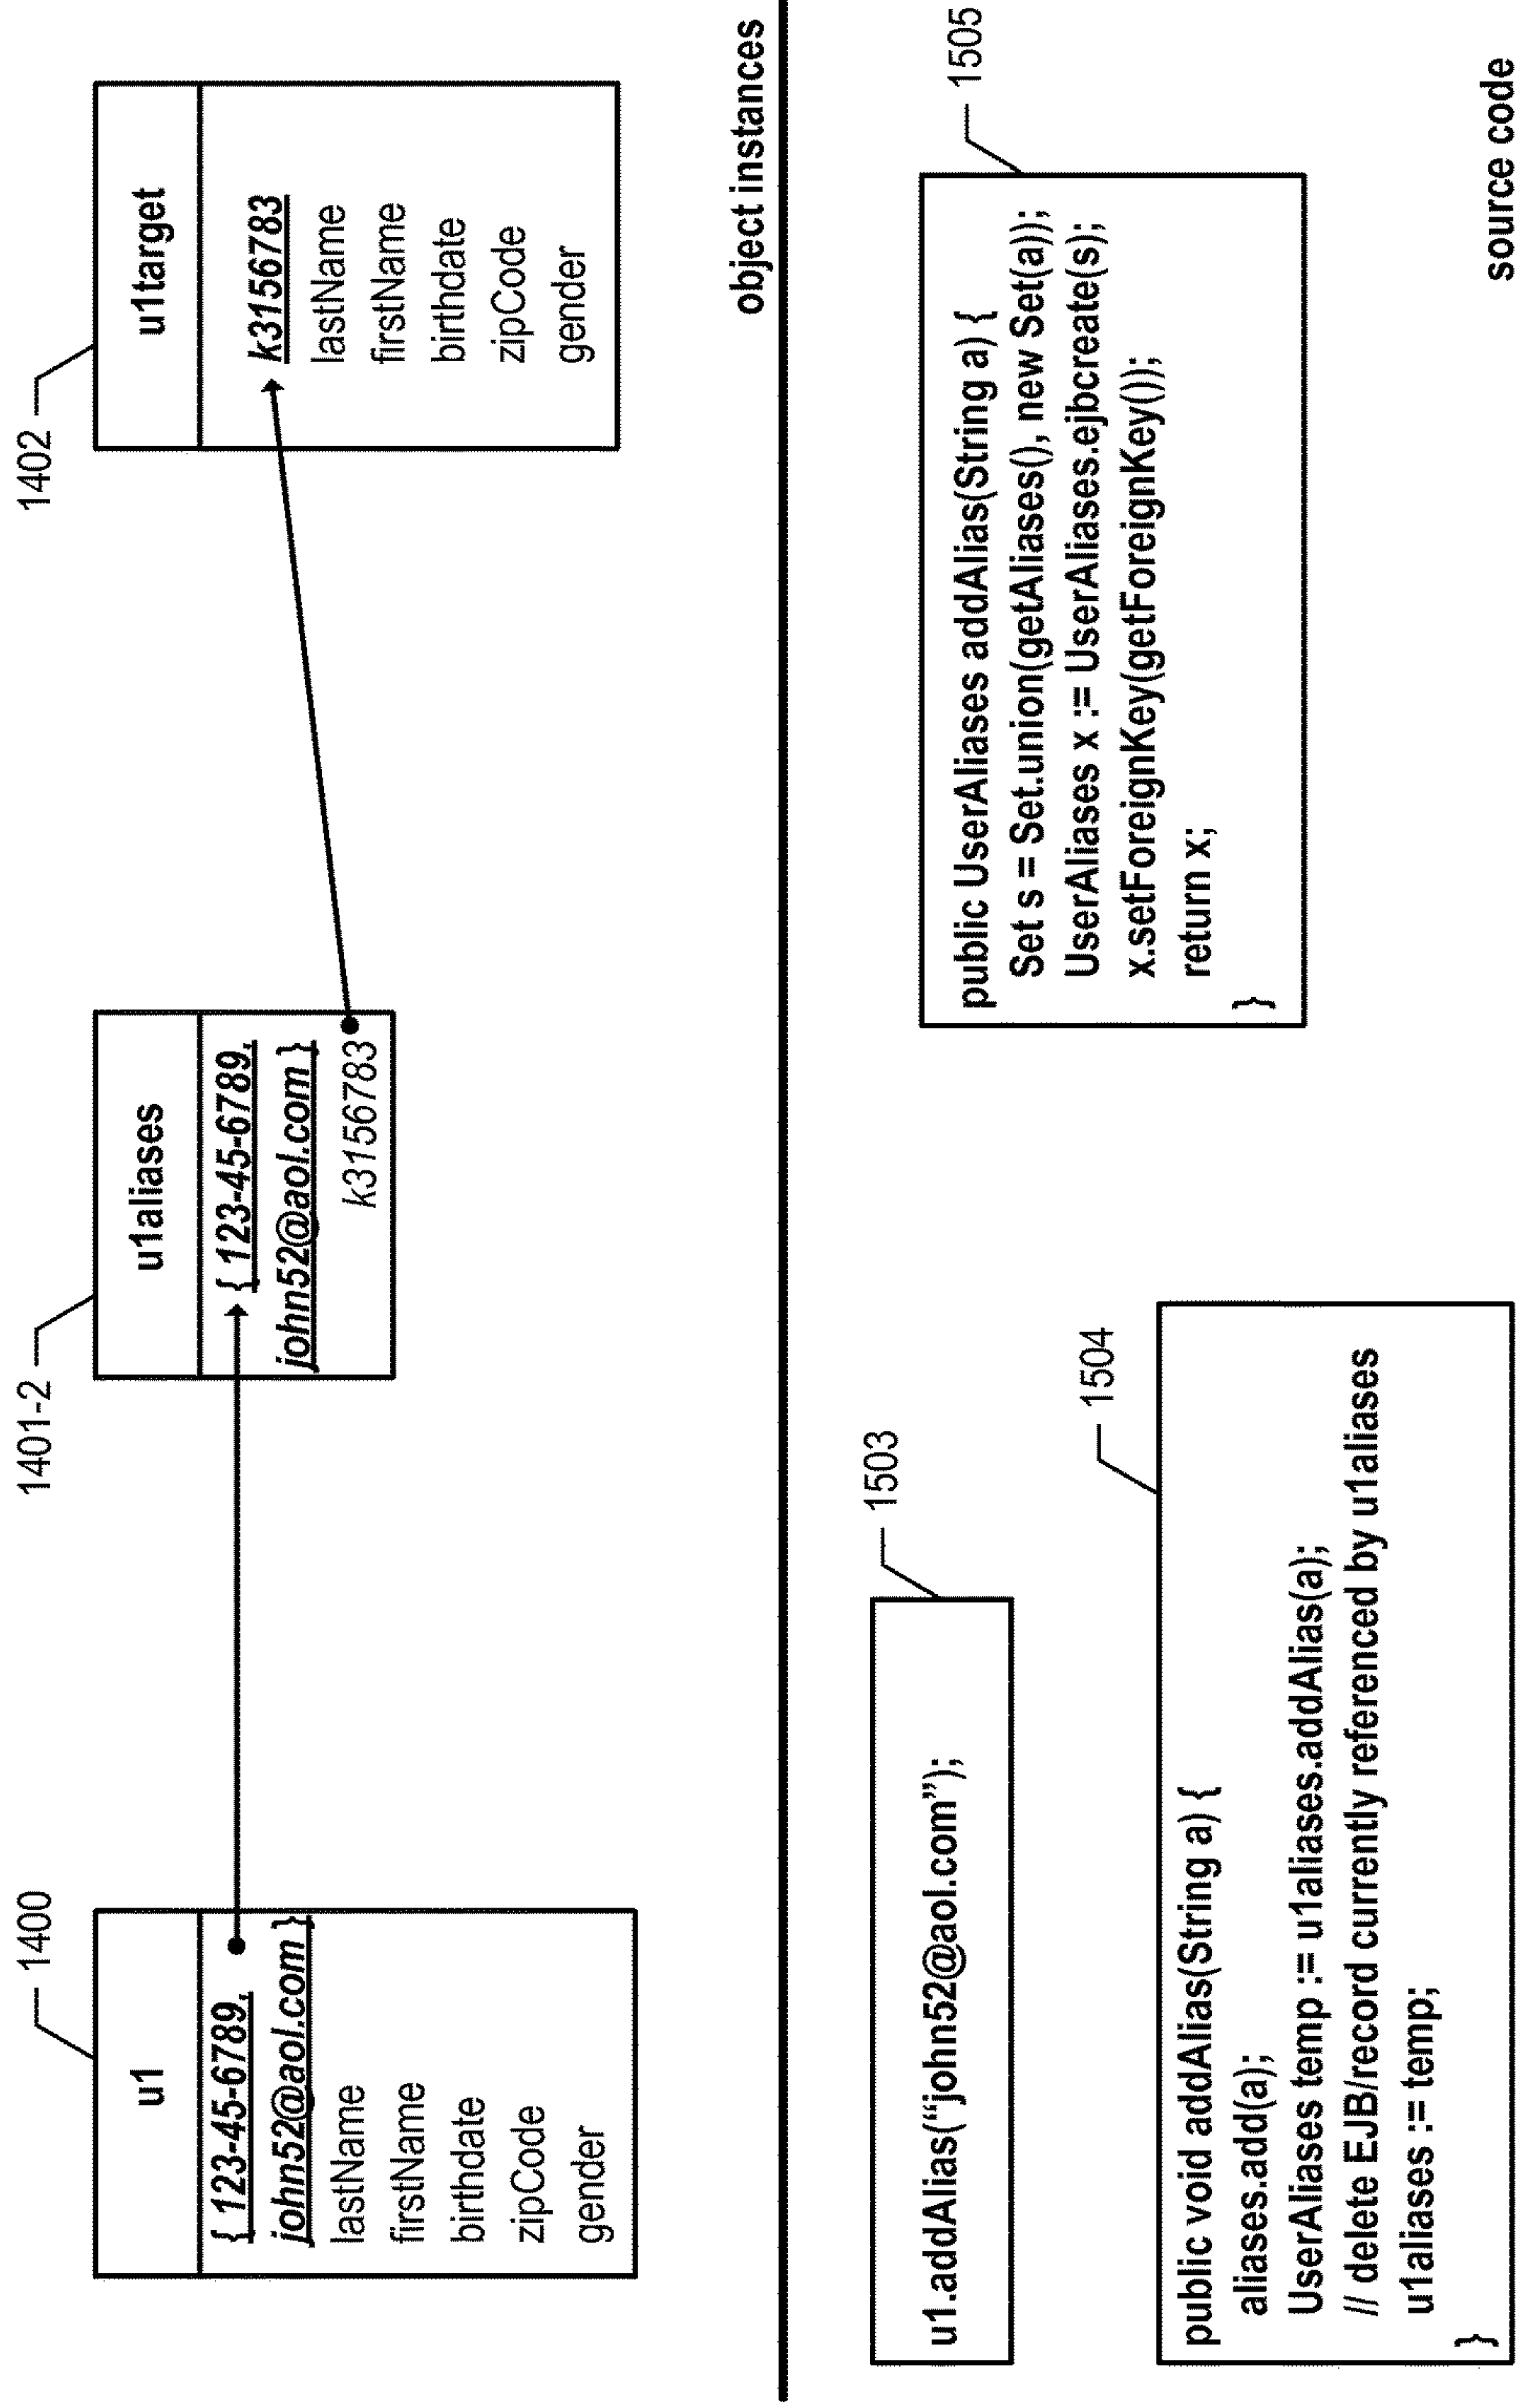 1400
u1
{ 123-45-6789,
john52@aol.com }
lastName
firstName
birthdate
zipCode
gender
1401-2
u1aliases
{ 123-45-6789,
john52@aol.com }
k3156783
1402
u1target
k3156783
lastName
firstName
birthdate
zipCode
gender
object instances
1503
u1.addAlias(“john52@aol.com”);
1504
public void addAlias(String a) {
aliases.add(a);
UserAliases temp := u1aliases.addAlias(a);
// delete EJB/record currently referenced by u1aliases
u1aliases := temp;
}
1505
public UserAliases addAlias(String a) {
Set s = Set.union(getAliases(), new Set(a));
UserAliases x := UserAliases.ejbcreate(s);
x.setForeignKey(getForeignKey());
return x;
}
source code